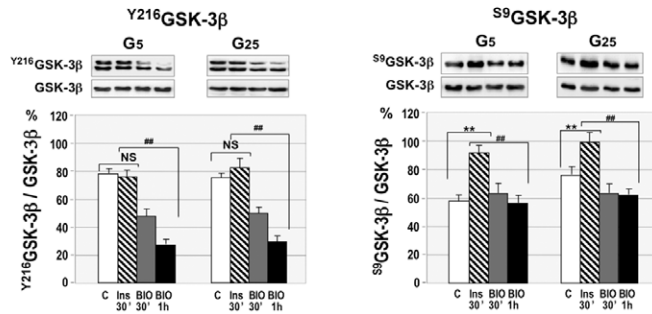 Y216GSK-3β
G5 G25
Y216GSK-3β
GSK-3β
%
120
100
80
60
40
20
0
Y216GSK-3β / GSK-3β
##
NS
##
NS
C Ins 30' BIO 30' BIO 1h C Ins 30' BIO 30' BIO 1h
S9GSK-3β
G5 G25
S9GSK-3β
GSK-3β
%
120
100
80
60
40
20
0
S9GSK-3β / GSK-3β
**
##
**
##
C Ins 30' BIO 30' BIO 1h C Ins 30' BIO 30' BIO 1h